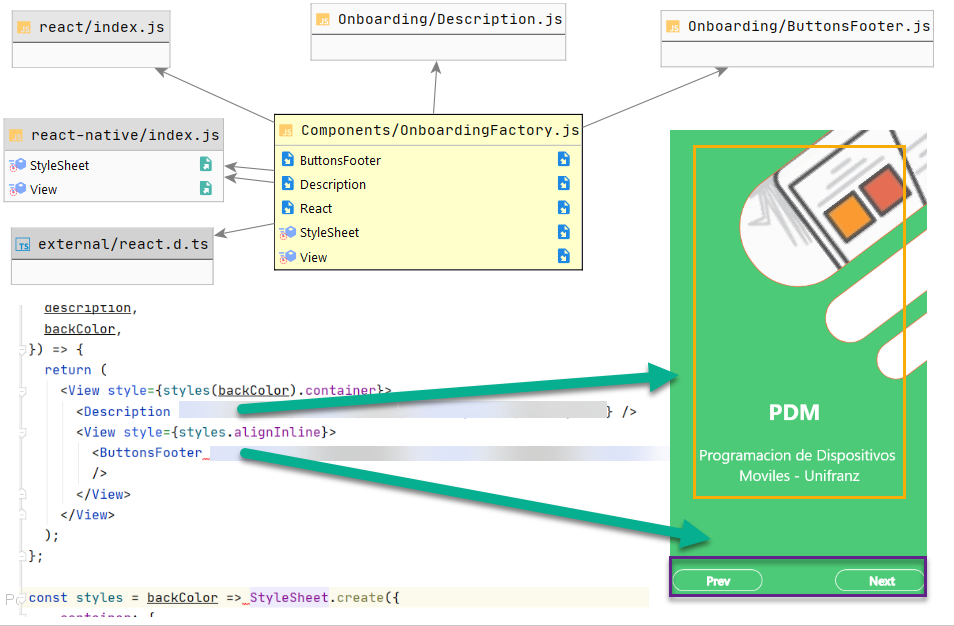 react/index.js
Onboarding/Description.js
Onboarding/ButtonsFooter.js
react-native/index.js
StyleSheet
View
external/react.d.ts
Components/OnboardingFactory.js
ButtonsFooter
Description
React
StyleSheet
View
description,
backColor,
}) => {
return (
<View style={styles(backColor).container}>
<Description } />
<View style={styles.alignInline}>
<ButtonsFooter
/>
</View>
</View>
);
};
const styles = backColor => StyleSheet.create({
container: {
PDM
Programacion de Dispositivos
Moviles - Unifranz
Prev
Next